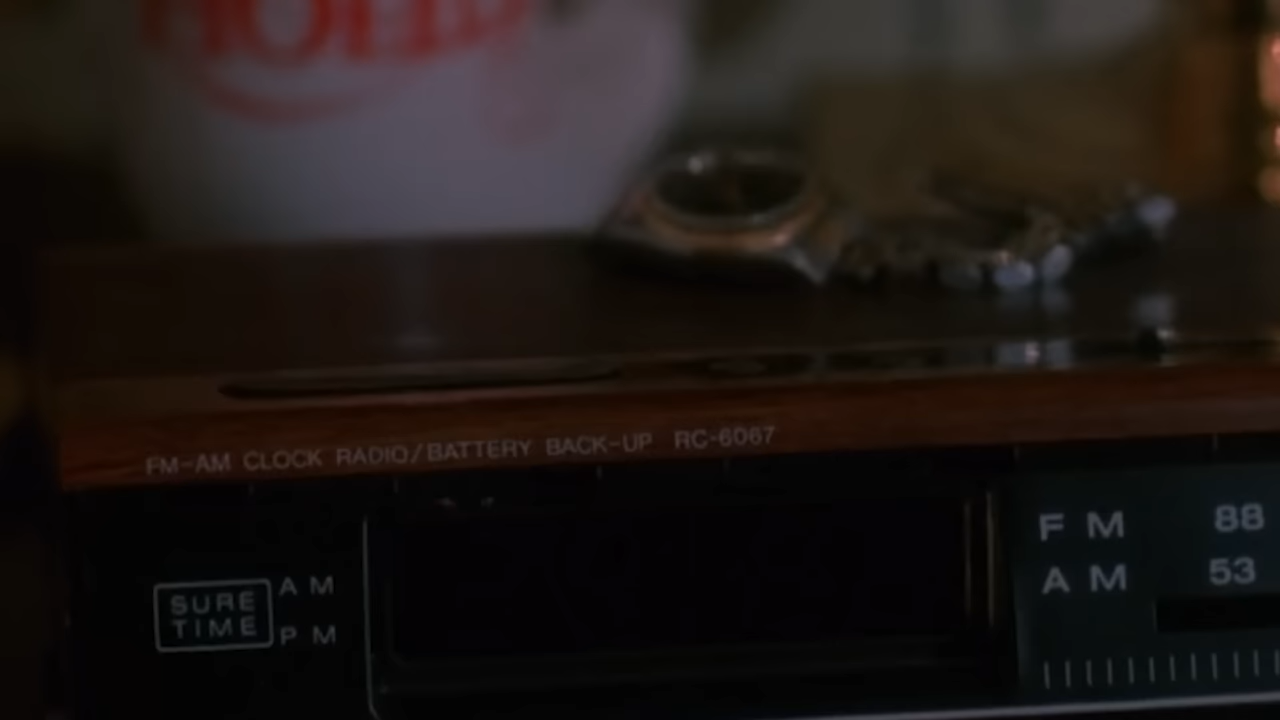 FM-AM CLOCK RADIO/BATTERY BACK-UP RC-6067
FM 88
AM 53
SURE TIME
AM
PM